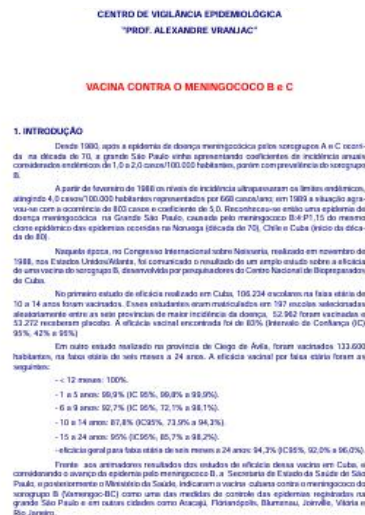 CENTRO DE VIGILÂNCIA EPIDEMIOLÓGICA
"PROF. ALEXANDRE VRANJAC"
VACINA CONTRA O MENINGOCOCO B e C
1. INTRODUÇÃO
Desde 1980, após a epidemia de doença meningocócica pelos sorogrupos A e C ocorri-
da na década de 70, a grande São Paulo vinha apresentando coeficientes de incidência anuais
considerados endêmicos de 1,0 a 2,0 casos/100.000 habitantes, porém com prevalência do sorogrupo
B.
A partir de fevereiro de 1988 os níveis de incidência ultrapassaram os limites endêmicos,
atingindo 4,0 casos/100.000 habitantes representados por 668 casos/ano; em 1989 a situação agra-
vou-se com a ocorrência de 803 casos e coeficiente de 5,0. Reconheceu-se então uma epidemia de
doença meningocócica na Grande São Paulo, causada pelo meningococo B:4:P1.15 do mesmo
clone epidêmico das epidemias ocorridas na Noruega (década de 70), Chile e Cuba (início da déca-
da de 80).
Naquela época, no Congresso Internacional sobre Neisseria, realizado em novembro de
1988, nos Estados Unidos/Atlanta, foi comunicado o resultado de um amplo estudo sobre a eficácia
de uma vacina do sorogrupo B, desenvolvida por pesquisadores do Centro Nacional de Biopreparados
de Cuba.
No primeiro estudo de eficácia realizado em Cuba, 106.234 escolares na faixa etária de
10 a 14 anos foram vacinados. Esses estudantes eram matriculados em 197 escolas selecionadas
aleatoriamente entre as sete províncias de maior incidência da doença, 52.962 foram vacinadas e
53.272 receberam placebo. A eficácia vacinal encontrada foi de 83% (Intervalo de Confiança (IC)
95%, 42% a 95%)
Em outro estudo realizado na província de Ciego de Ávila, foram vacinados 133.600
habitantes, na faixa etária de seis meses a 24 anos. A eficácia vacinal por faixa etária foram as
seguintes:
- < 12 meses: 100%.
- 1 a 5 anos: 99,9% (IC 95%, 99,8% a 99,9%).
- 6 a 9 anos: 92,7% (IC 95%, 72,1% a 98,1%).
- 10 a 14 anos: 87,8% (IC95%, 73,9% a 94,3%).
- 15 a 24 anos: 95% (IC95%, 85,7% a 98,2%).
- eficácia geral para faixa etária de seis meses a 24 anos: 94,3% (IC95%, 92,0% a 96,0%).
Frente aos animadores resultados dos estudos de eficácia dessa vacina em Cuba, e
considerando o avanço da epidemia pelo meningococo B, a Secretaria de Estado da Saúde de São
Paulo, e posteriormente o Ministério da Saúde, indicaram a vacina cubana contra o meningococo do
sorogrupo B (Vamengoc-BC) como uma das medidas de controle das epidemias registradas na
grande São Paulo e em outras cidades como Aracajú, Florianópolis, Blumenau, Joinville, Vitória e
Rio Janeiro.